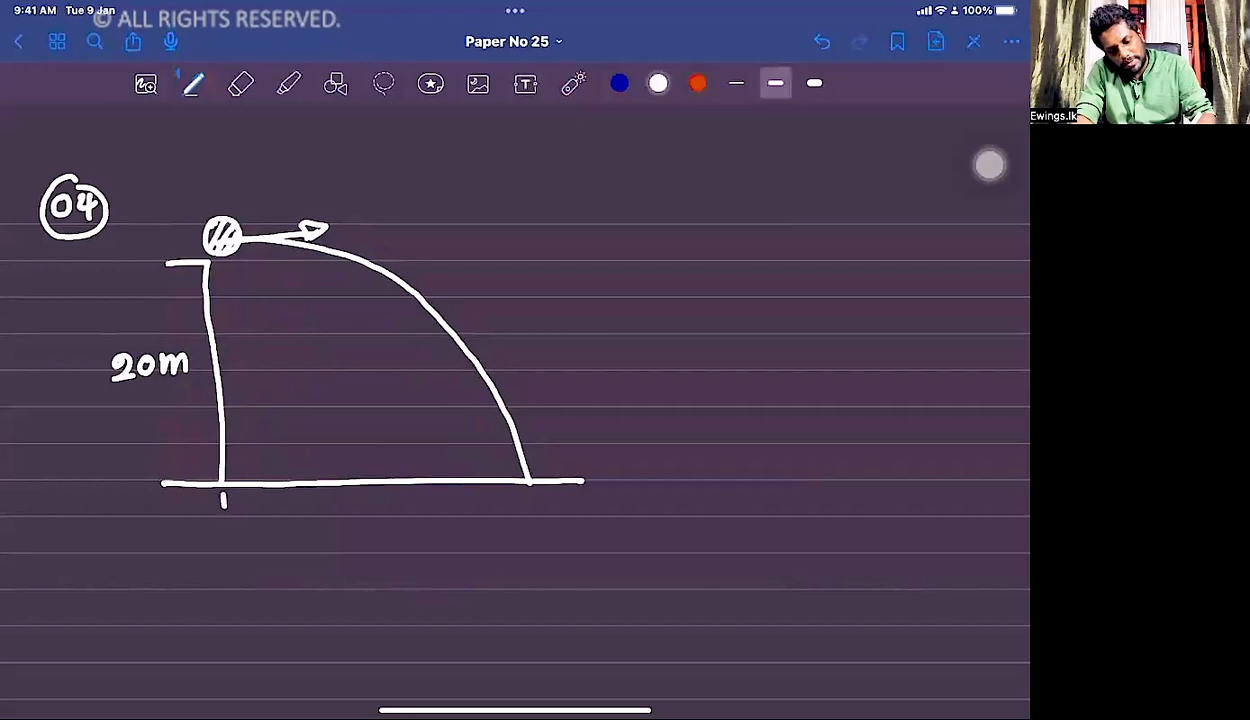 9:41 AM Tue 9 Jan
100%
© ALL RIGHTS RESERVED.
Paper No 25
T
Ewings.lk
04
20m